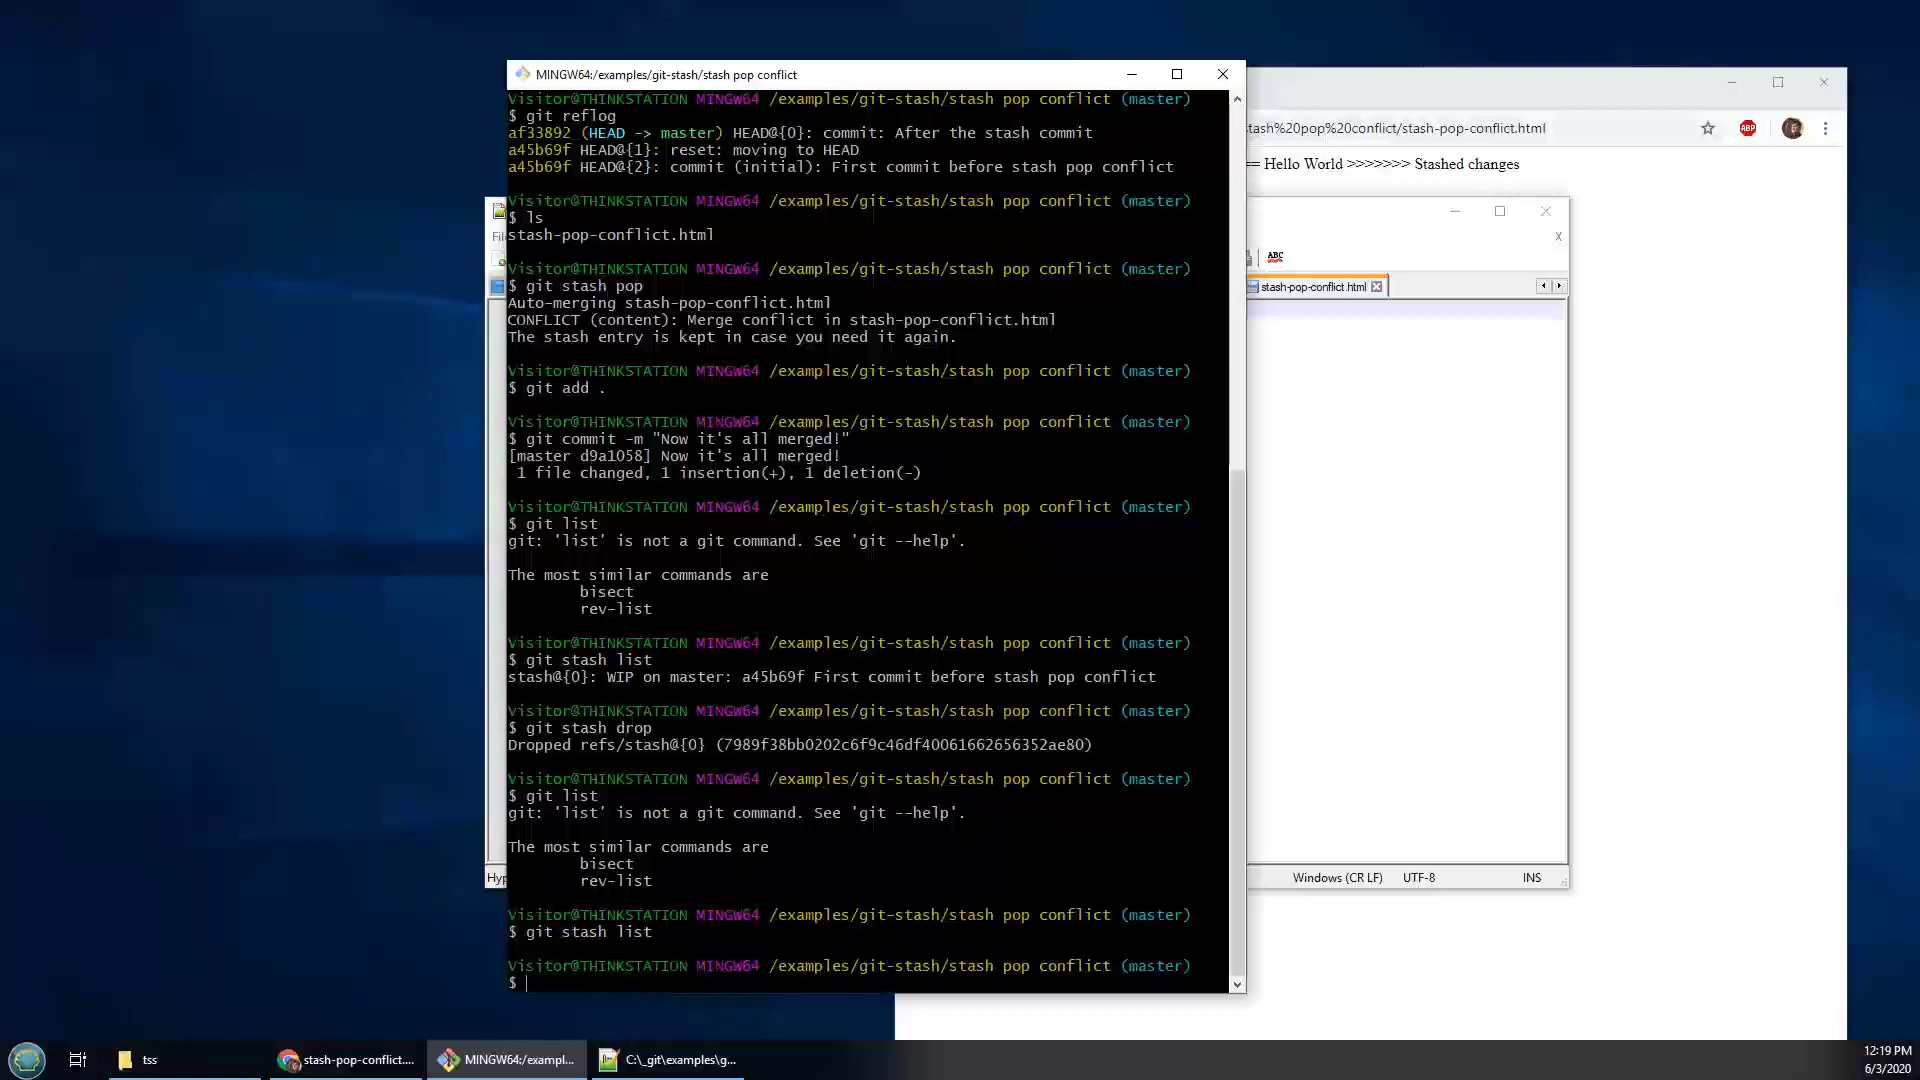 MINGW64:/examples/git-stash/stash pop conflict
Visitor@THINKSTATION MINGW64 /examples/git-stash/stash pop conflict (master)
$ git reflog
af33892 (HEAD -> master) HEAD@{0}: commit: After the stash commit
a45b69f HEAD@{1}: reset: moving to HEAD
a45b69f HEAD@{2}: commit (initial): First commit before stash pop conflict
Visitor@THINKSTATION MINGW64 /examples/git-stash/stash pop conflict (master)
$ ls
stash-pop-conflict.html
Visitor@THINKSTATION MINGW64 /examples/git-stash/stash pop conflict (master)
$ git stash pop
Auto-merging stash-pop-conflict.html
CONFLICT (content): Merge conflict in stash-pop-conflict.html
The stash entry is kept in case you need it again.
Visitor@THINKSTATION MINGW64 /examples/git-stash/stash pop conflict (master)
$ git add .
Visitor@THINKSTATION MINGW64 /examples/git-stash/stash pop conflict (master)
$ git commit -m "Now it's all merged!"
[master d9a1058] Now it's all merged!
1 file changed, 1 insertion(+), 1 deletion(-)
Visitor@THINKSTATION MINGW64 /examples/git-stash/stash pop conflict (master)
$ git list
git: 'list' is not a git command. See 'git --help'.
The most similar commands are
bisect
rev-list
Visitor@THINKSTATION MINGW64 /examples/git-stash/stash pop conflict (master)
$ git stash list
stash@{0}: WIP on master: a45b69f First commit before stash pop conflict
Visitor@THINKSTATION MINGW64 /examples/git-stash/stash pop conflict (master)
$ git stash drop
Dropped refs/stash@{0} (7989f38bb0202c6f9c46df40061662656352ae80)
Visitor@THINKSTATION MINGW64 /examples/git-stash/stash pop conflict (master)
$ git list
git: 'list' is not a git command. See 'git --help'.
The most similar commands are
bisect
rev-list
Visitor@THINKSTATION MINGW64 /examples/git-stash/stash pop conflict (master)
$ git stash list
Visitor@THINKSTATION MINGW64 /examples/git-stash/stash pop conflict (master)
$
stash%20pop%20conflict/stash-pop-conflict.html
ABP
== Hello World >>>>>>> Stashed changes
Fil
X
ABC
stash-pop-conflict.html
Hyp
Windows (CR LF) UTF-8 INS
tss
stash-pop-conflict....
MINGW64:/exampl...
C:\_git\examples\g...
12:19 PM
6/3/2020